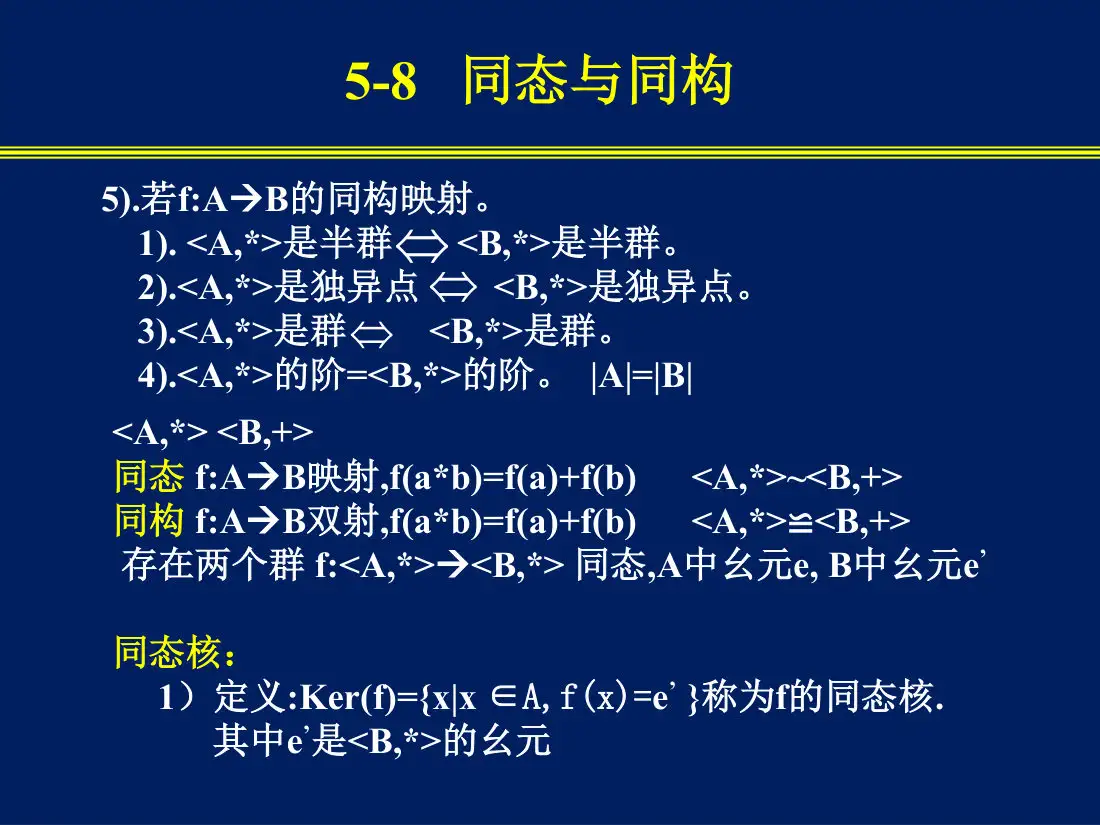 5-8 同态与同构
5).若f:A→B的同构映射。
1). <A,*>是半群⇔ <B,*>是半群。
2).<A,*>是独异点 ⇔ <B,*>是独异点。
3).<A,*>是群⇔ <B,*>是群。
4).<A,*>的阶=<B,*>的阶。 |A|=|B|
<A,*> <B,+>
同态 f:A→B映射,f(a*b)=f(a)+f(b) <A,*>~<B,+>
同构 f:A→B双射,f(a*b)=f(a)+f(b) <A,*>≌<B,+>
存在两个群 f:<A,*>→<B,*> 同态,A中幺元e, B中幺元e’
同态核：
1）定义:Ker(f)={x|x ∈A,f(x)=e’ }称为f的同态核.
其中e’是<B,*>的幺元